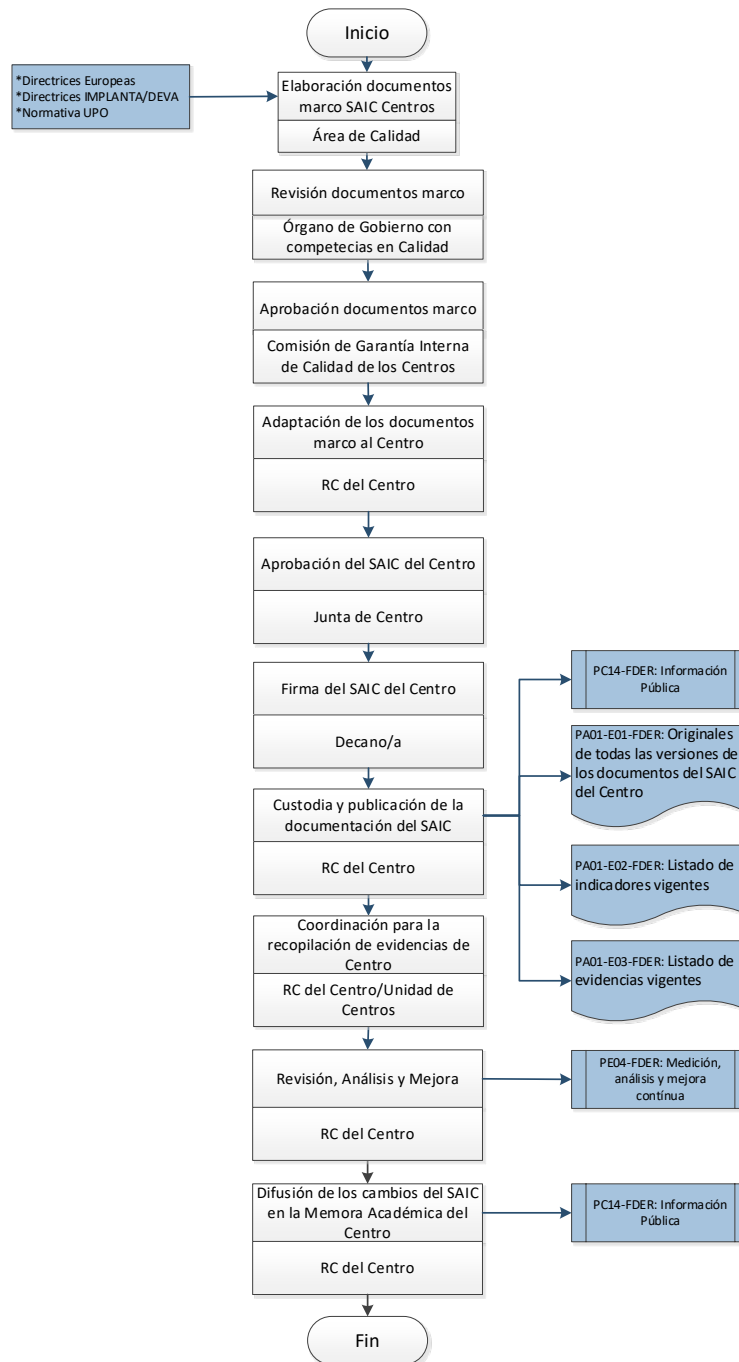 Inicio
*Directrices Europeas
*Directrices IMPLANTA/DEVA
*Normativa UPO
Elaboración documentos
marco SAIC Centros
Área de Calidad
Revisión documentos marco
Órgano de Gobierno con
competecias en Calidad
Aprobación documentos marco
Comisión de Garantía Interna
de Calidad de los Centros
Adaptación de los documentos
marco al Centro
RC del Centro
Aprobación del SAIC del Centro
Junta de Centro
Firma del SAIC del Centro
Decano/a
PC14-FDER: Información
Pública
PA01-E01-FDER: Originales
de todas las versiones de
los documentos del SAIC
del Centro
Custodia y publicación de la
documentación del SAIC
RC del Centro
PA01-E02-FDER: Listado de
indicadores vigentes
Coordinación para la
recopilación de evidencias de
Centro
RC del Centro/Unidad de
Centros
PA01-E03-FDER: Listado de
evidencias vigentes
Revisión, Análisis y Mejora
RC del Centro
PE04-FDER: Medición,
análisis y mejora
contínua
Difusión de los cambios del SAIC
en la Memora Académica del
Centro
RC del Centro
PC14-FDER: Información
Pública
Fin